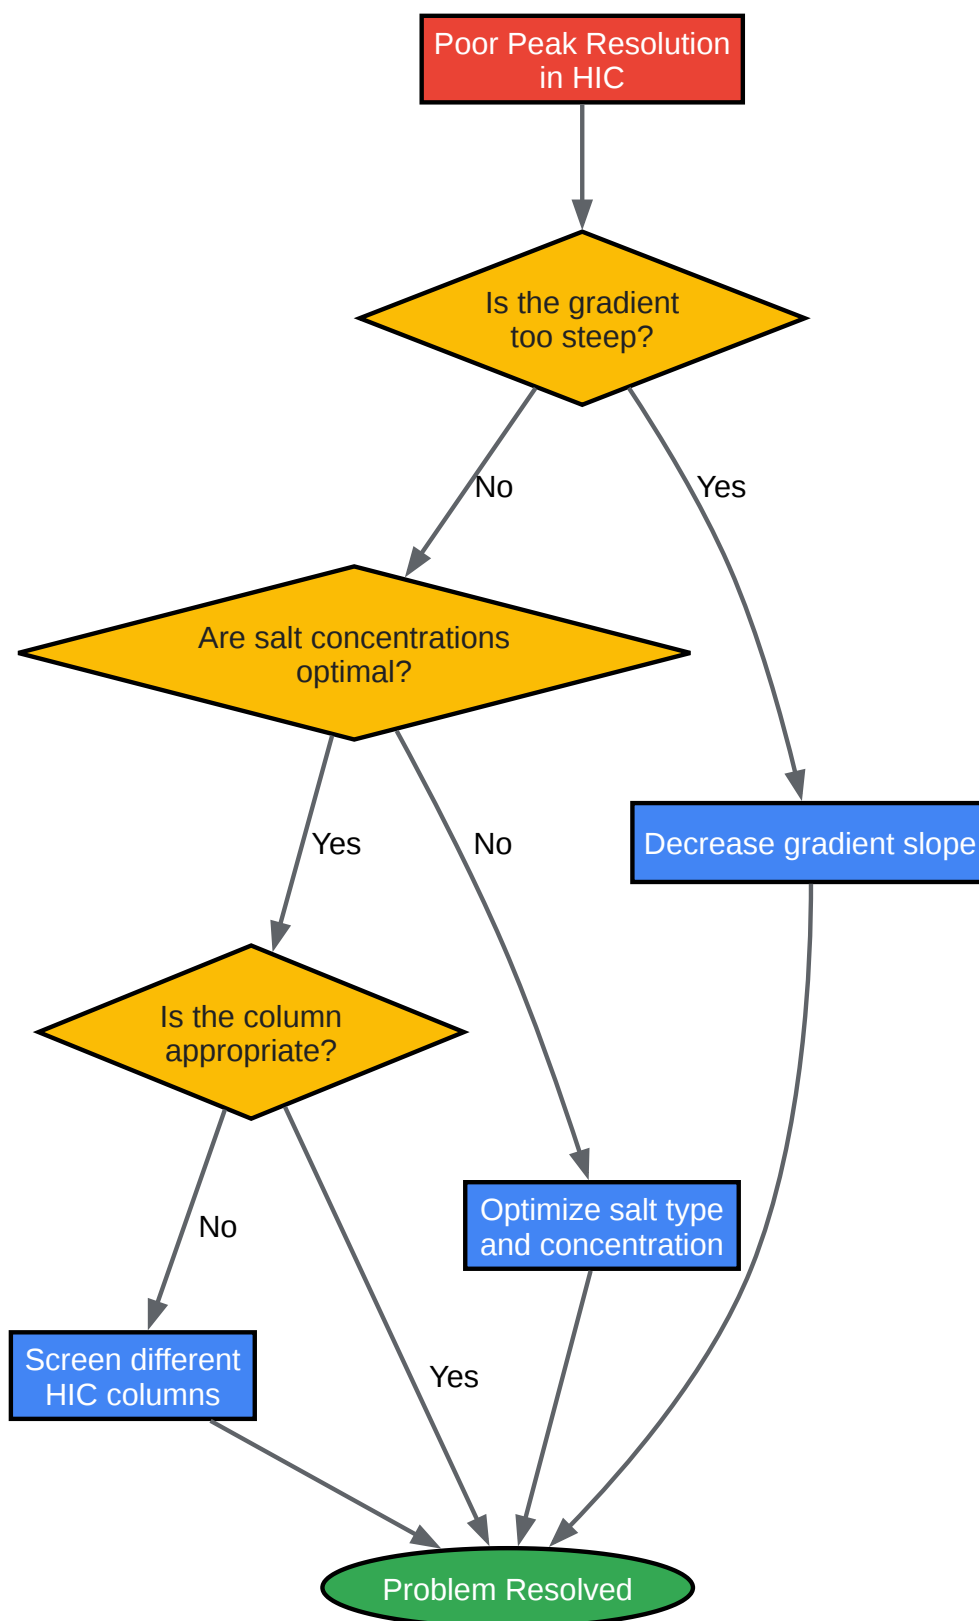 Poor Peak Resolution
in HIC
Is the gradient
too steep?
No
Yes
Are salt concentrations
optimal?
Yes
No
Decrease gradient slope
Is the column
appropriate?
No
Optimize salt type
and concentration
Screen different
HIC columns
Yes
Problem Resolved